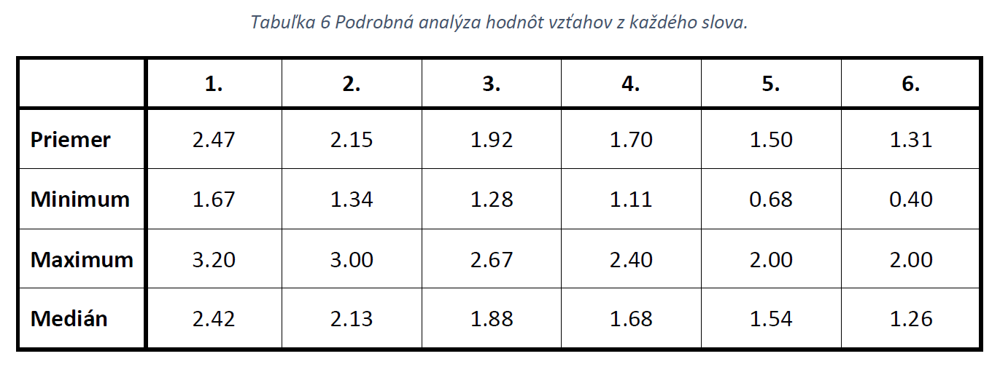 Tabuľka 6 Podrobná analýza hodnôt vzťahov z každého slova.
1. 2. 3. 4. 5. 6.
Priemer 2.47 2.15 1.92 1.70 1.50 1.31
Minimum 1.67 1.34 1.28 1.11 0.68 0.40
Maximum 3.20 3.00 2.67 2.40 2.00 2.00
Medián 2.42 2.13 1.88 1.68 1.54 1.26